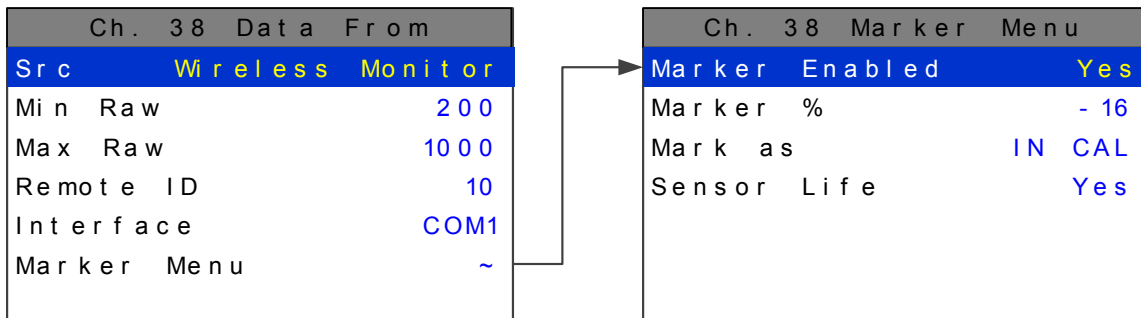 Ch. 38 Data From
Src Wireless Monitor
Min Raw 200
Max Raw 1000
Remote ID 10
Interface COM1
Marker Menu ~
Ch. 38 Marker Menu
Marker Enabled Yes
Marker % -16
Mark as IN CAL
Sensor Life Yes